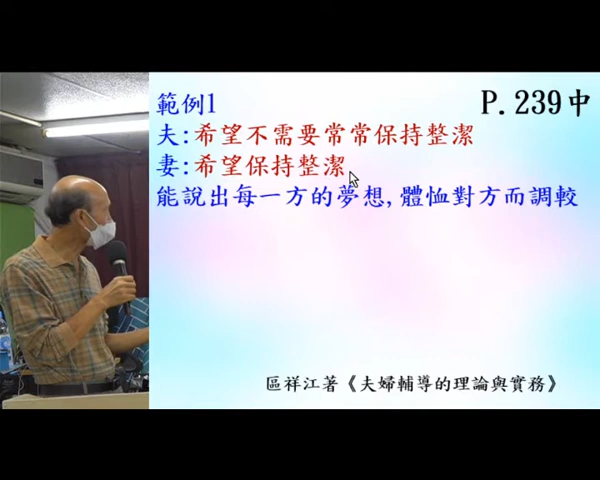 範例1
P.239中
夫:希望不需要常常保持整潔
妻:希望保持整潔
能說出每一方的夢想,體恤對方而調較
區祥江著《夫婦輔導的理論與實務》